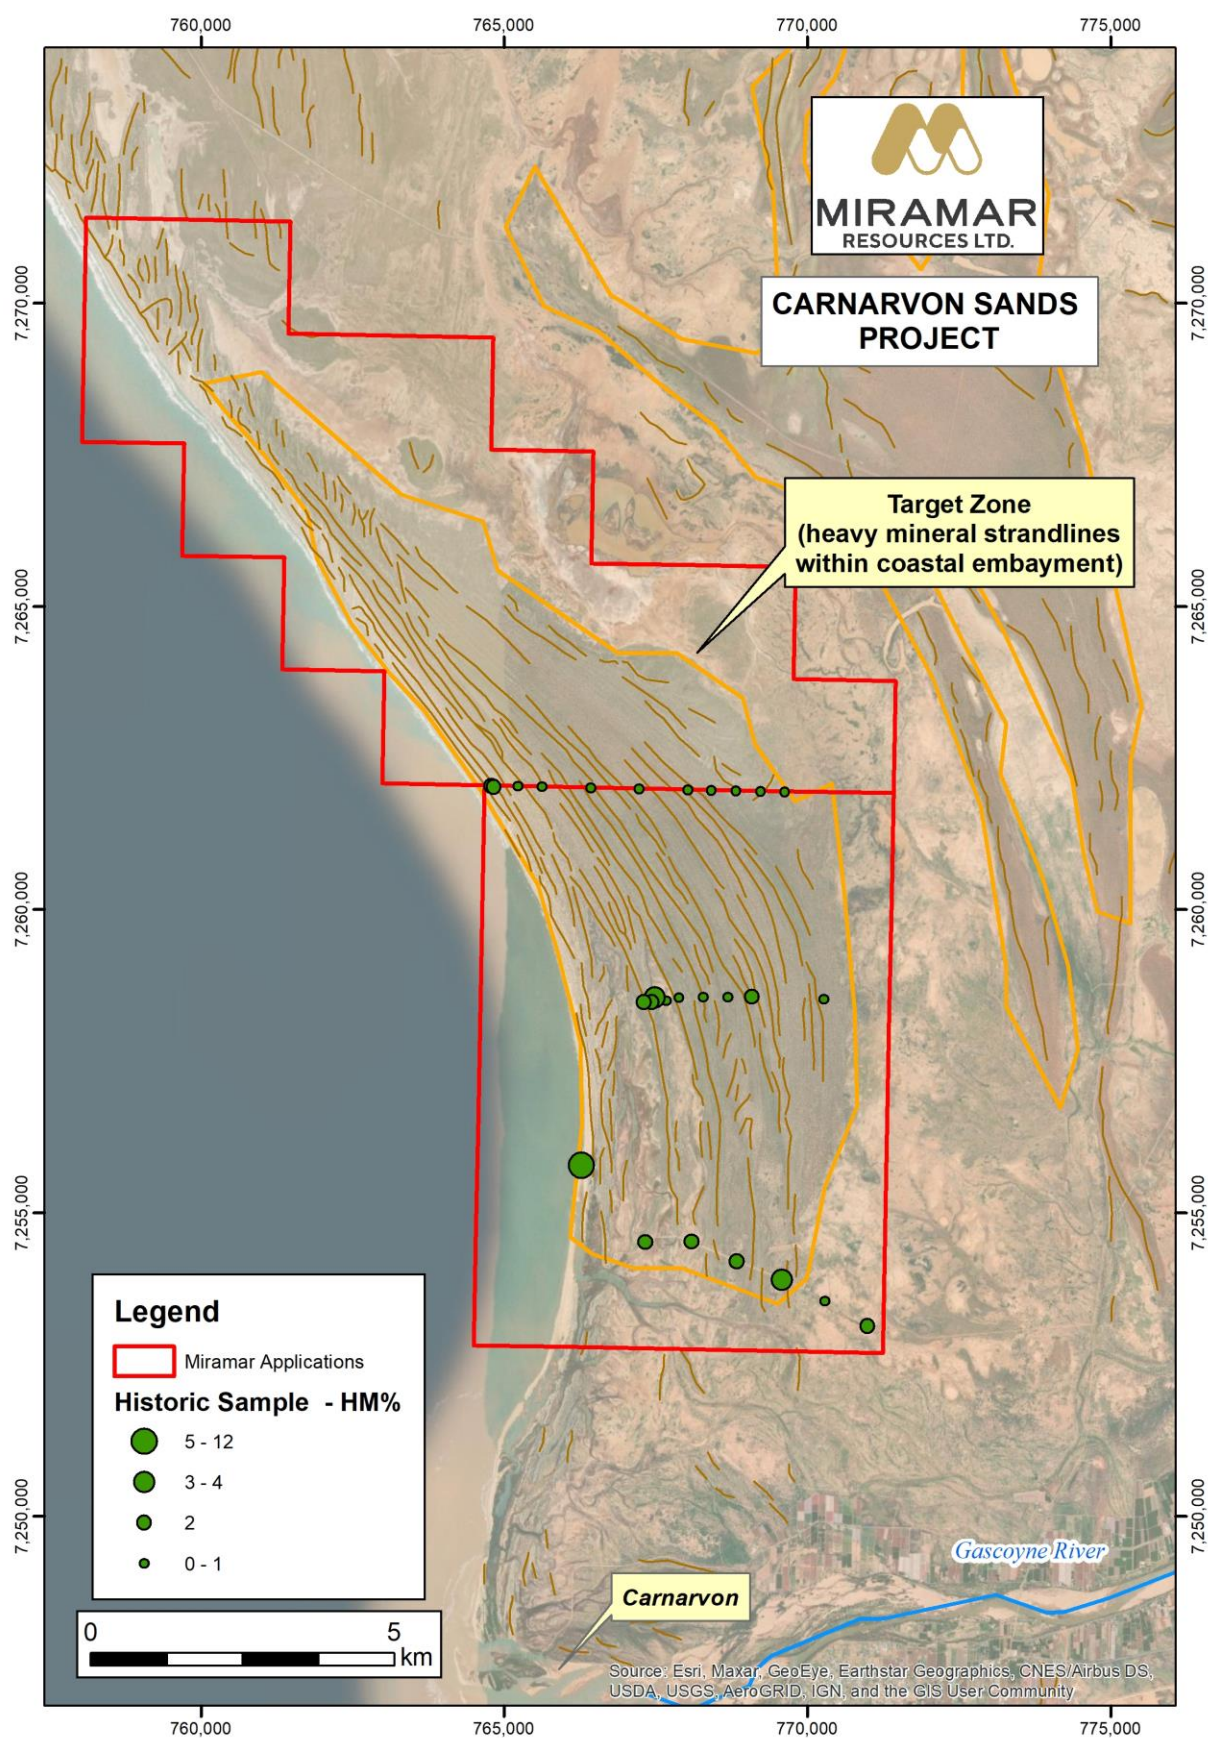 760,000
765,000
770,000
775,000
MIRAMAR
RESOURCES LTD.
CARNARVON SANDS
PROJECT
7,270,000
7,270,000
Target Zone
(heavy mineral strandlines
within coastal embayment)
7,265,000
7,265,000
7,260,000
7,260,000
7,255,000
7,255,000
Legend
Miramar Applications
Historic Sample - HM%
5 - 12
3 - 4
2
0 - 1
7,250,000
7,250,000
Gascoyne River
Carnarvon
0
5
km
Source: Esri, Maxar, GeoEye, Earthstar Geographics, CNES/Airbus DS,
USDA, USGS, AeroGRID, IGN, and the GIS User Community
760,000
765,000
770,000
775,000